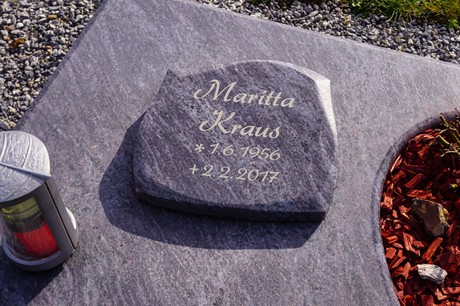 Maritta
Kraus
* 1. 6. 1956
+ 2. 2. 2017